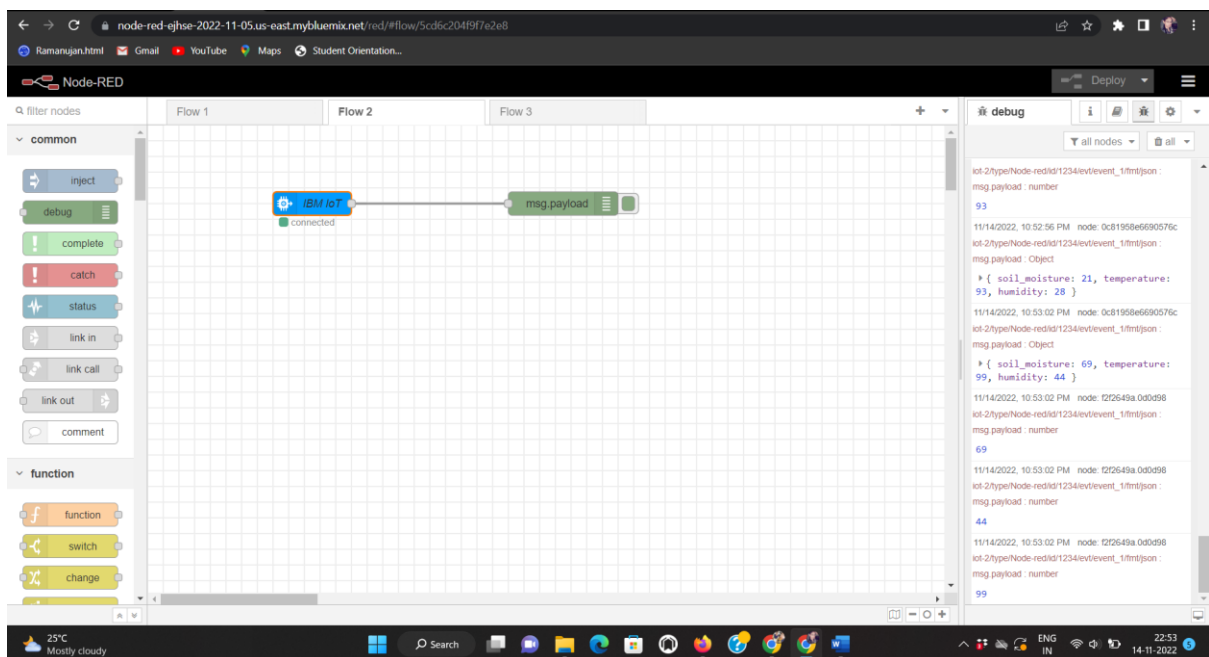 node-red-ejhse-2022-11-05.us-east.mybluemix.net/red/#flow/5cd6c204f9f7e2e8
Ramanujan.html Gmail YouTube Maps Student Orientation...
Node-RED Deploy
filter nodes Flow 1 Flow 2 Flow 3 debug i
common
all nodes all
inject
debug
complete
catch
status
link in
link call
link out
comment
function
function
switch
change
IBM IoT
connected
msg.payload
iot-2/type/Node-red/id/1234/evt/event_1/fmt/json :
msg.payload : number
93
11/14/2022, 10:52:56 PM node: 0c81958e6690576c
iot-2/type/Node-red/id/1234/evt/event_1/fmt/json :
msg.payload : Object
{ soil_moisture: 21, temperature:
93, humidity: 28 }
11/14/2022, 10:53:02 PM node: 0c81958e6690576c
iot-2/type/Node-red/id/1234/evt/event_1/fmt/json :
msg.payload : Object
{ soil_moisture: 69, temperature:
99, humidity: 44 }
11/14/2022, 10:53:02 PM node: f2f2649a.0d0d98
iot-2/type/Node-red/id/1234/evt/event_1/fmt/json :
msg.payload : number
69
11/14/2022, 10:53:02 PM node: f2f2649a.0d0d98
iot-2/type/Node-red/id/1234/evt/event_1/fmt/json :
msg.payload : number
44
11/14/2022, 10:53:02 PM node: f2f2649a.0d0d98
iot-2/type/Node-red/id/1234/evt/event_1/fmt/json :
msg.payload : number
99
25°C
Mostly cloudy
Search
ENG
IN
22:53
14-11-2022